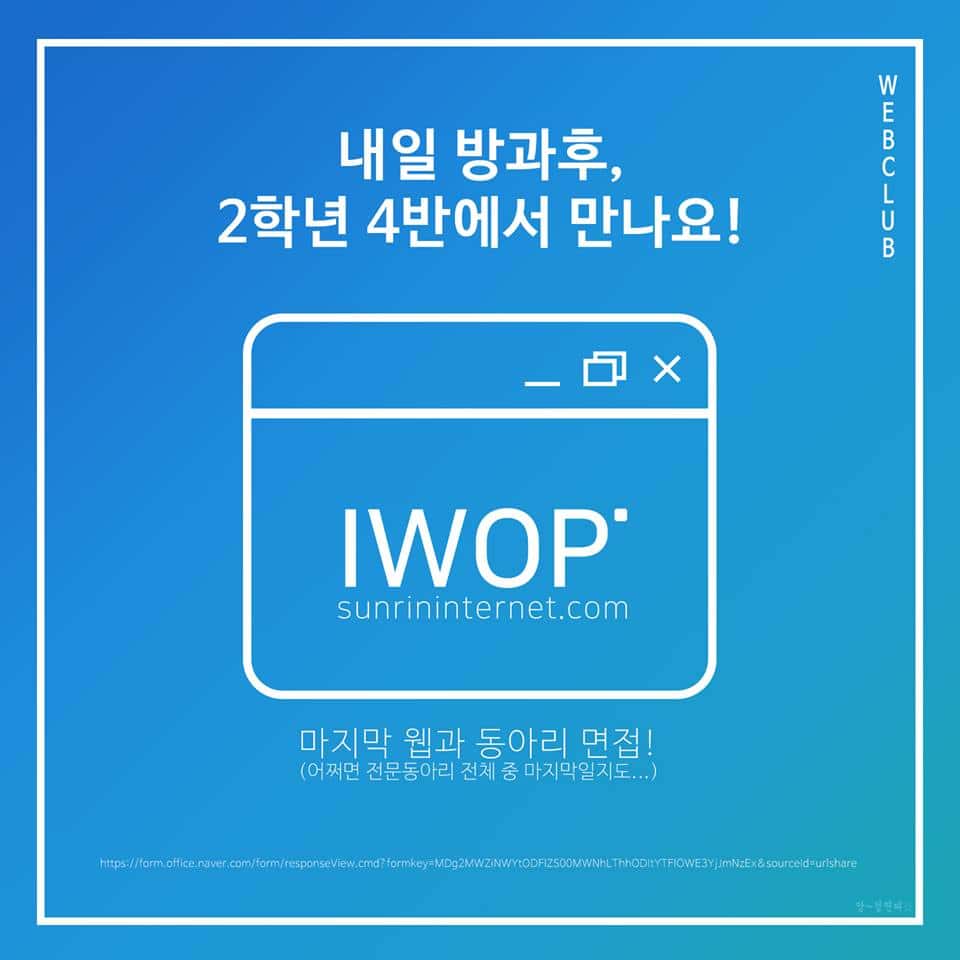 WEBCLUB
내일 방과후,
2학년 4반에서 만나요!
IWOP
sunrininternet.com
마지막 웹과 동아리 면접!
(어쩌면 전문동아리 전체 중 마지막일지도...)
https://form.office.naver.com/form/responseView.cmd?formkey=MDg2MWZiNWYtODFlZS00MWNhLThhODItYTFlOWE3YjJmNzEx&sourceId=urlshare